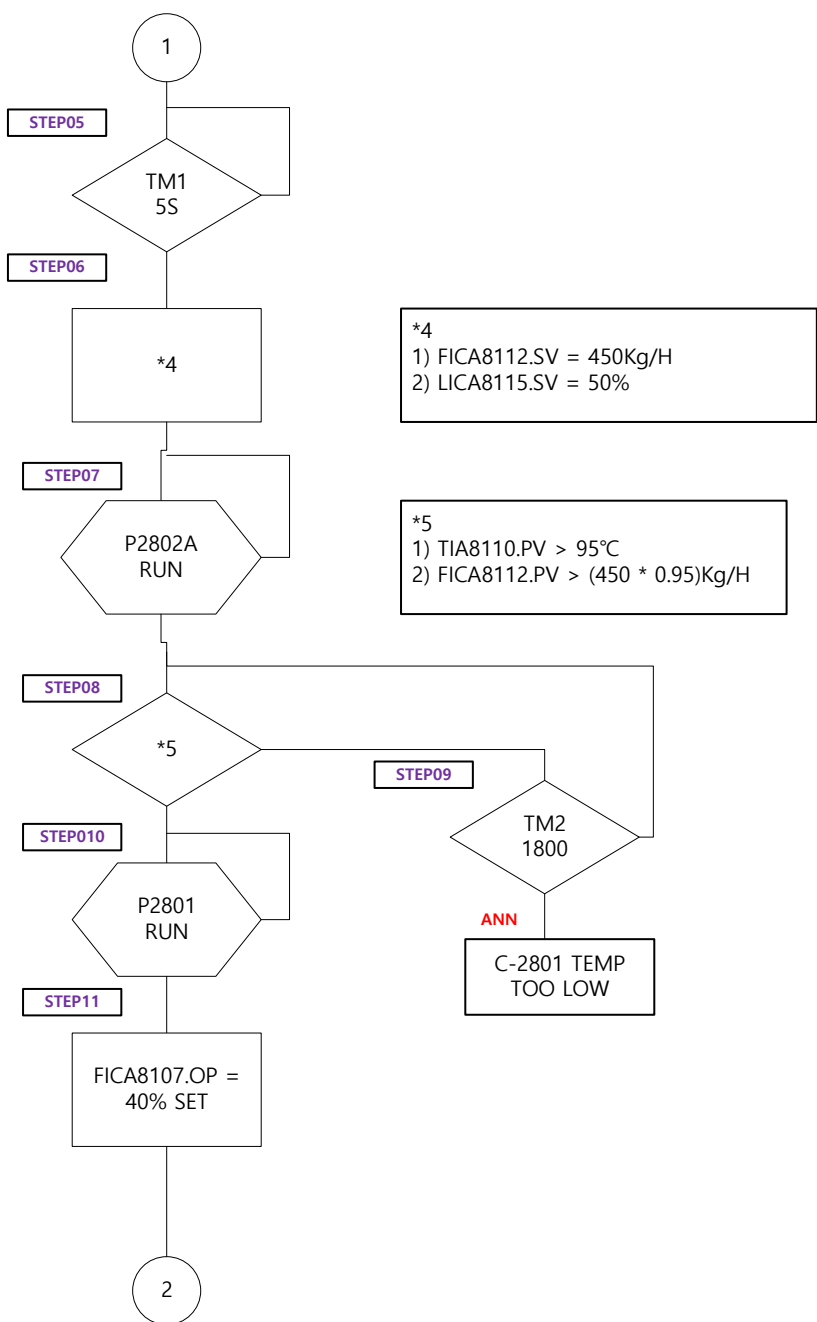 1
STEP05
TM1
5S
STEP06
*4
*4
1) FICA8112.SV = 450Kg/H
2) LICA8115.SV = 50%
STEP07
P2802A
RUN
*5
1) TIA8110.PV > 95℃
2) FICA8112.PV > (450 * 0.95)Kg/H
STEP08
*5
STEP09
TM2
1800
STEP010
P2801
RUN
ANN
C-2801 TEMP
TOO LOW
STEP11
FICA8107.OP =
40% SET
2